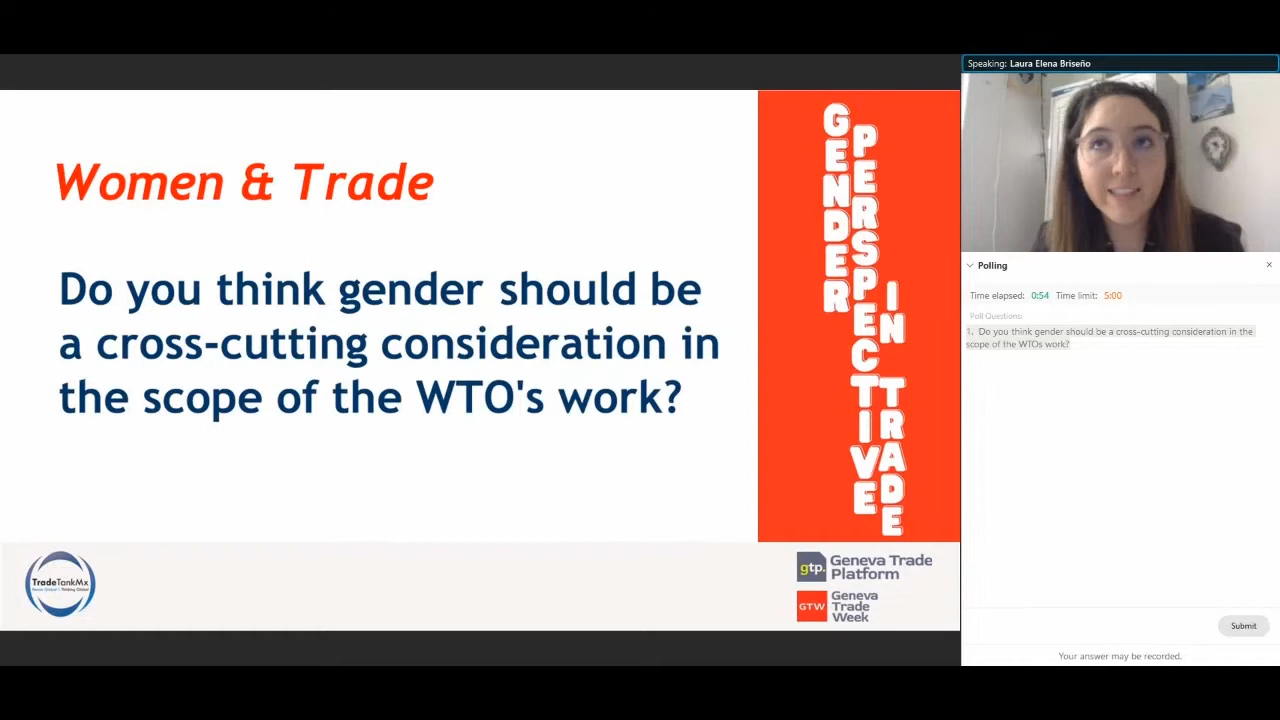 Women & Trade
Do you think gender should be
a cross-cutting consideration in
the scope of the WTO's work?
GENDER
PERSPECTIVE
IN TRADE
TradeTankMx
gtp.
Geneva Trade
Platform
GTW
Geneva
Trade
Week
Speaking: Laura Elena Briseño
Polling
Time elapsed: 0:54 Time limit: 5:00
Poll Questions:
1. Do you think gender should be a cross-cutting consideration in the
scope of the WTOs work?
Submit
Your answer may be recorded.